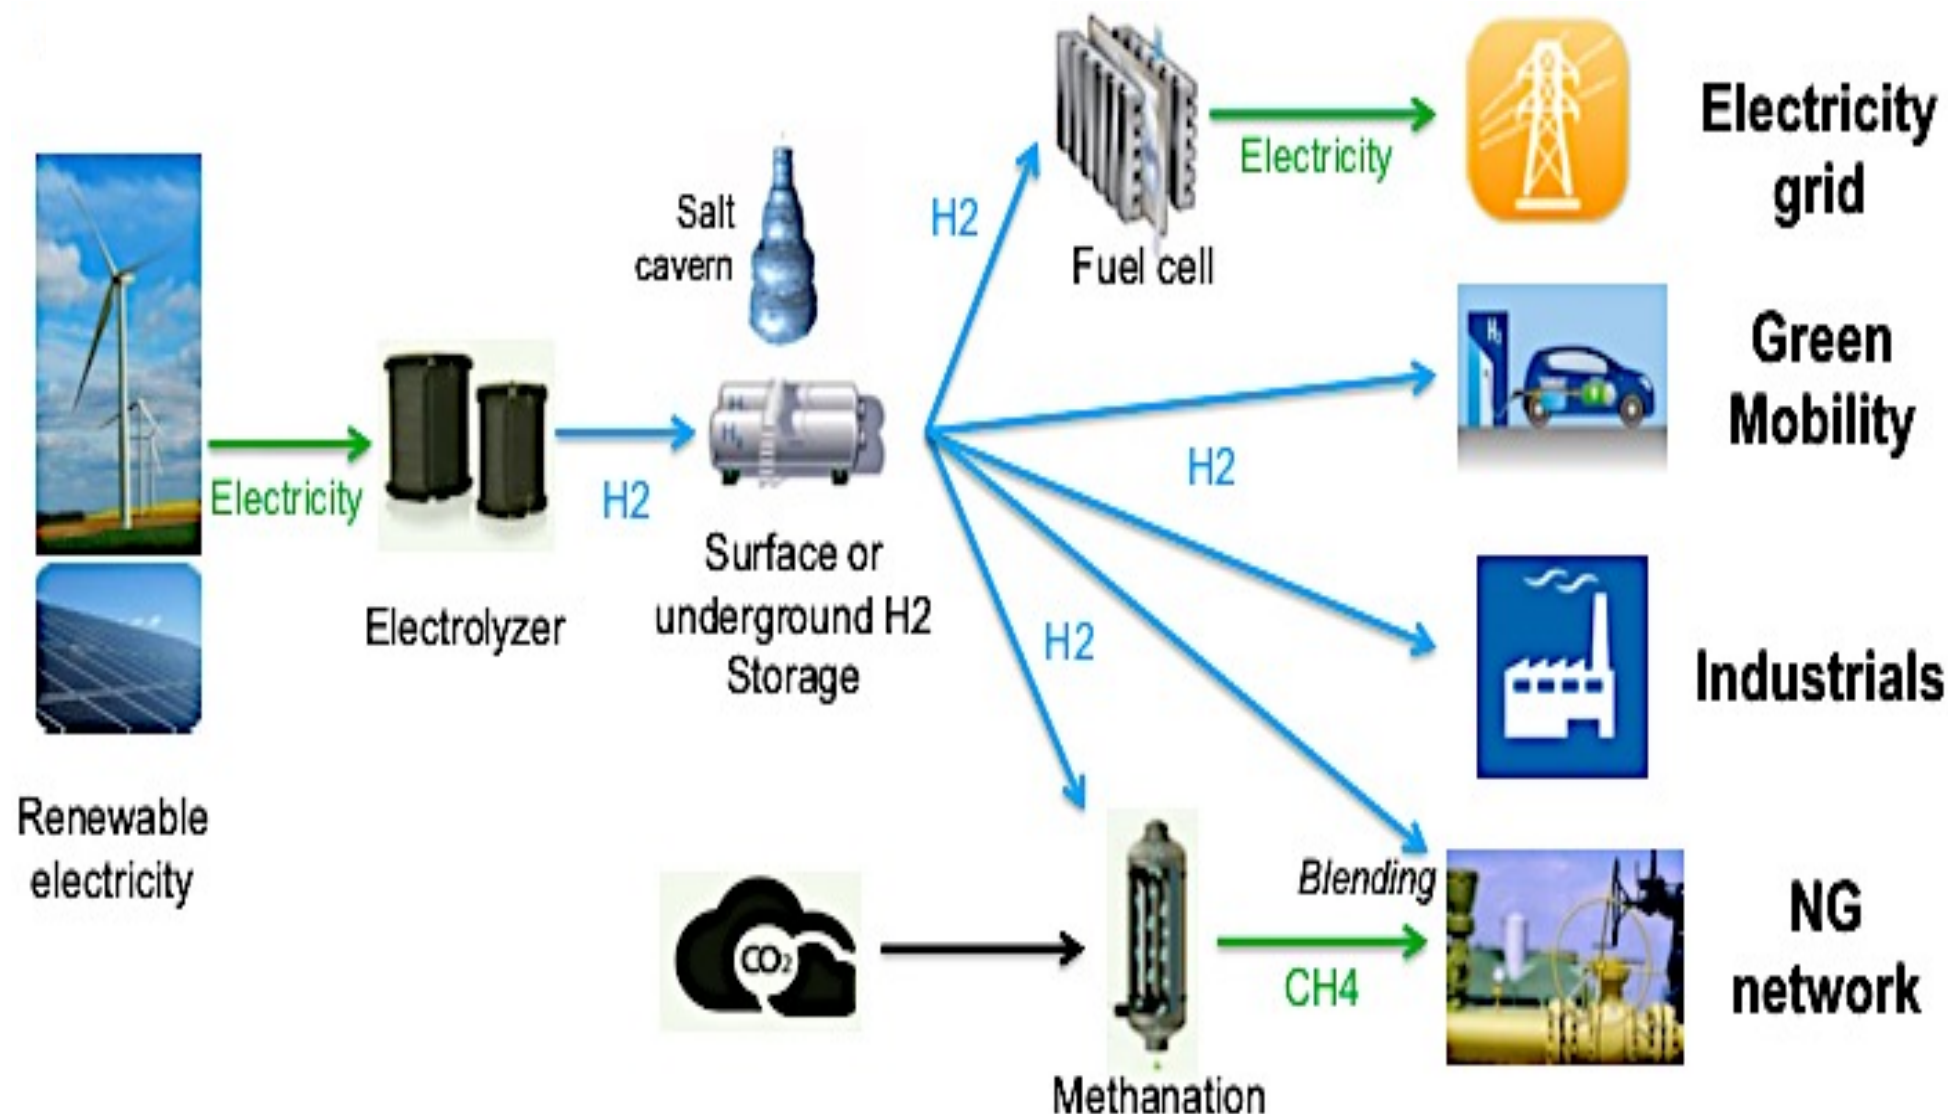 Electricity
grid
Electricity
Fuel cell
H2
Salt
cavern
Green
Mobility
H2
H2
Electricity
H2
Electrolyzer
Surface or
underground H2
Storage
H2
Industrials
Renewable
electricity
Blending
NG
network
CO2
CH4
Methanation